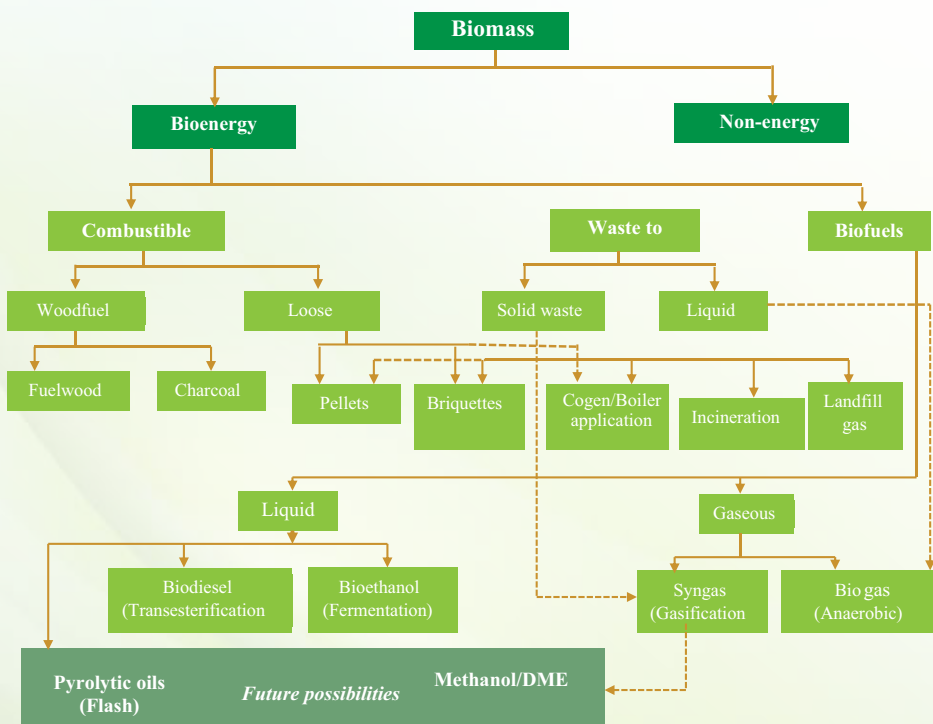 Biomass
Bioenergy
Non-energy
Combustible
Waste to
Biofuels
Woodfuel
Loose
Solid waste
Liquid
Fuelwood
Charcoal
Pellets
Briquettes
Cogen/Boiler
application
Incineration
Landfill
gas
Liquid
Gaseous
Biodiesel
(Transesterification
Bioethanol
(Fermentation)
Syngas
(Gasification
Bio gas
(Anaerobic)
Pyrolytic oils
(Flash)
Future possibilities
Methanol/DME